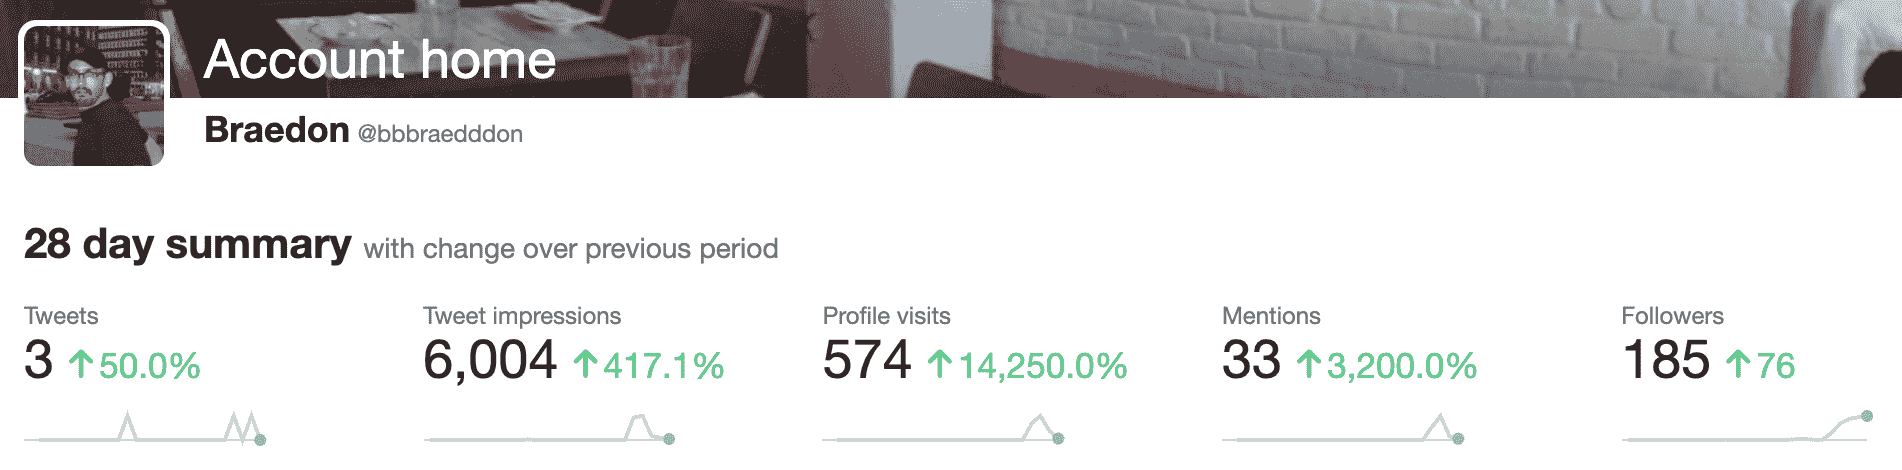 Account home
Braedon @bbbraedddon
28 day summary with change over previous period
Tweets
3 ↑50.0%
Tweet impressions
6,004 ↑417.1%
Profile visits
574 ↑14,250.0%
Mentions
33 ↑3,200.0%
Followers
185 ↑76